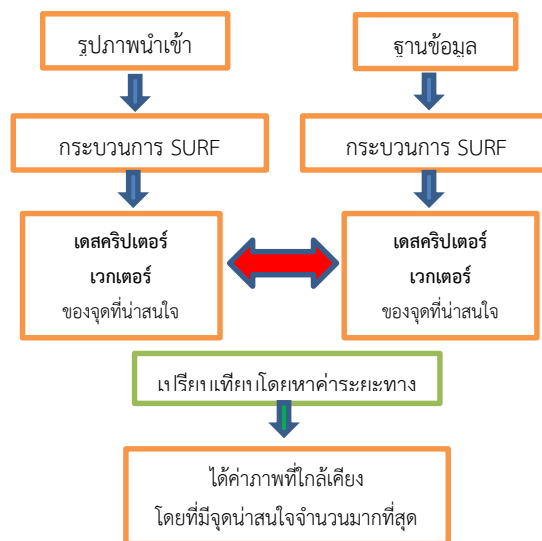 รูปภาพนำเข้า
ฐานข้อมูล
กระบวนการ SURF
กระบวนการ SURF
เดสคริปเตอร์
เวกเตอร์
ของจุดที่น่าสนใจ
เดสคริปเตอร์
เวกเตอร์
ของจุดที่น่าสนใจ
เปรียบเทียบโดยหาค่าระยะทาง
ได้ค่าภาพที่ใกล้เคียง
โดยที่มีจุดน่าสนใจจำนวนมากที่สุด